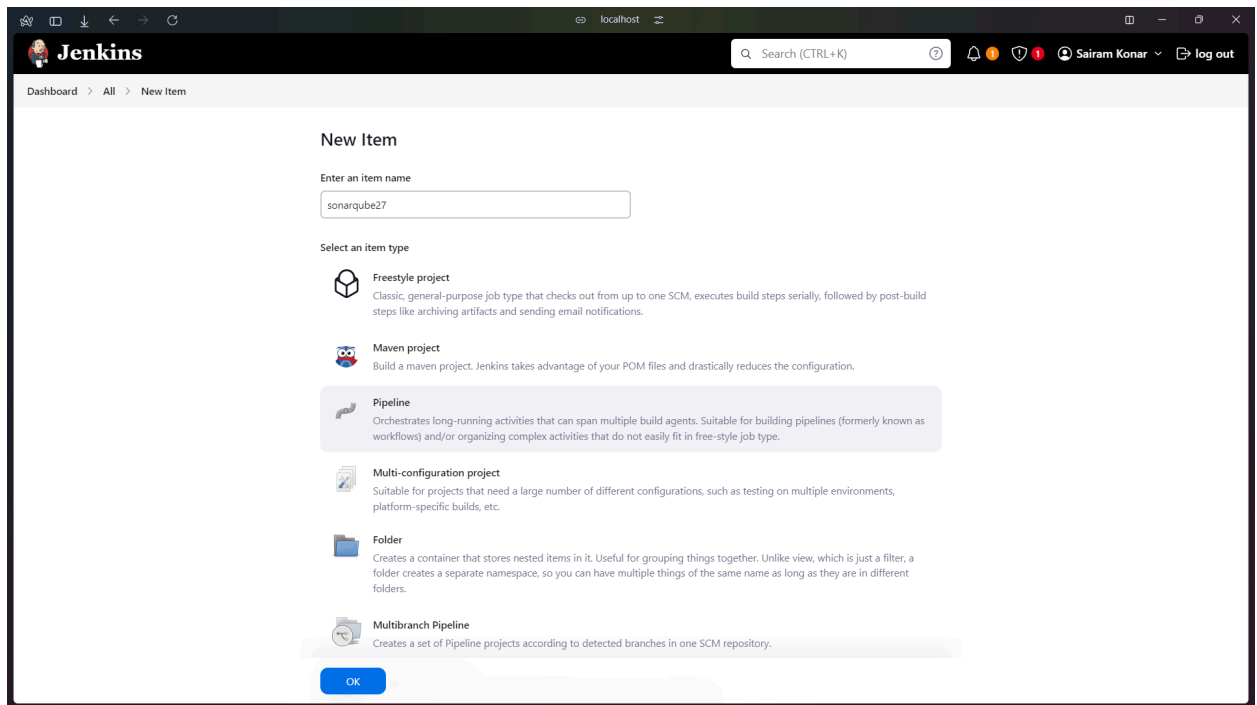 localhost
Jenkins
Search (CTRL+K)
1
1
Sairam Konar
log out
Dashboard > All > New Item
New Item
Enter an item name
sonarqube27
Select an item type
Freestyle project
Classic, general-purpose job type that checks out from up to one SCM, executes build steps serially, followed by post-build
steps like archiving artifacts and sending email notifications.
Maven project
Build a maven project. Jenkins takes advantage of your POM files and drastically reduces the configuration.
Pipeline
Orchestrates long-running activities that can span multiple build agents. Suitable for building pipelines (formerly known as
workflows) and/or organizing complex activities that do not easily fit in free-style job type.
Multi-configuration project
Suitable for projects that need a large number of different configurations, such as testing on multiple environments,
platform-specific builds, etc.
Folder
Creates a container that stores nested items in it. Useful for grouping things together. Unlike view, which is just a filter, a
folder creates a separate namespace, so you can have multiple things of the same name as long as they are in different
folders.
Multibranch Pipeline
Creates a set of Pipeline projects according to detected branches in one SCM repository.
OK